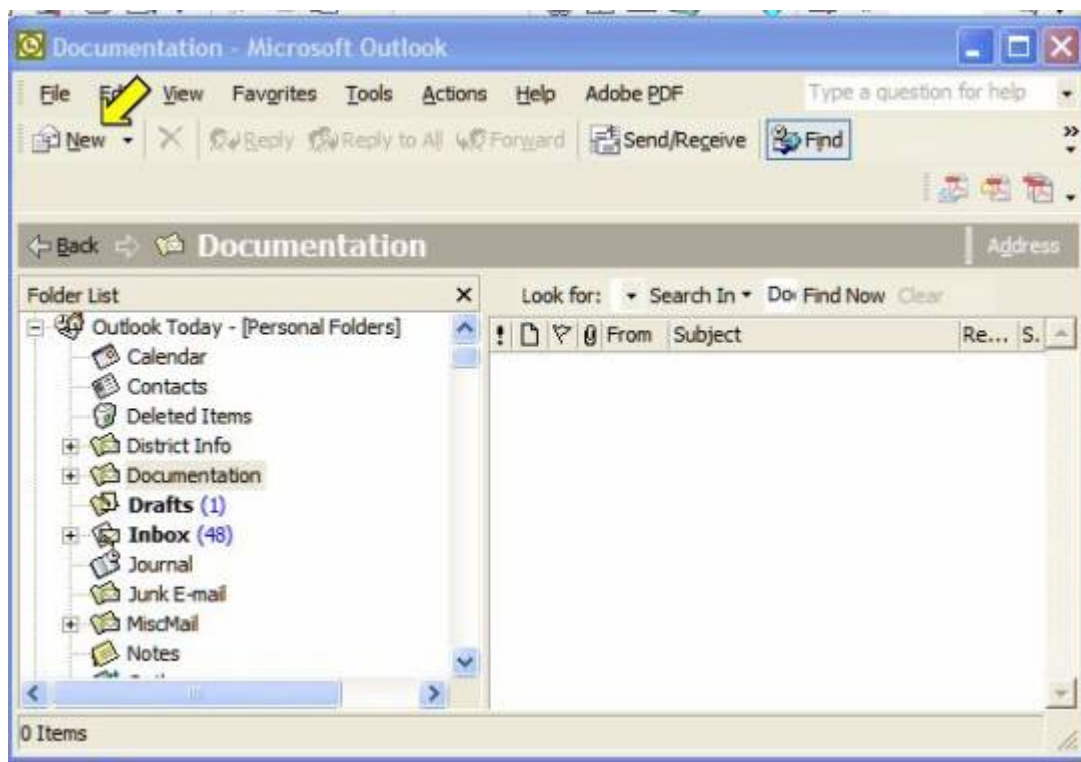 Documentation - Microsoft Outlook
File View Favorites Tools Actions Help Adobe PDF Type a question for help
New Reply Reply to All Forward Send/Receive Find
Back Documentation Address
Folder List Look for: Search In Find Now Clear
Outlook Today - [Personal Folders] ! From Subject Re... S.
Calendar
Contacts
Deleted Items
District Info
Documentation
Drafts (1)
Inbox (48)
Journal
Junk E-mail
MiscMail
Notes
0 Items